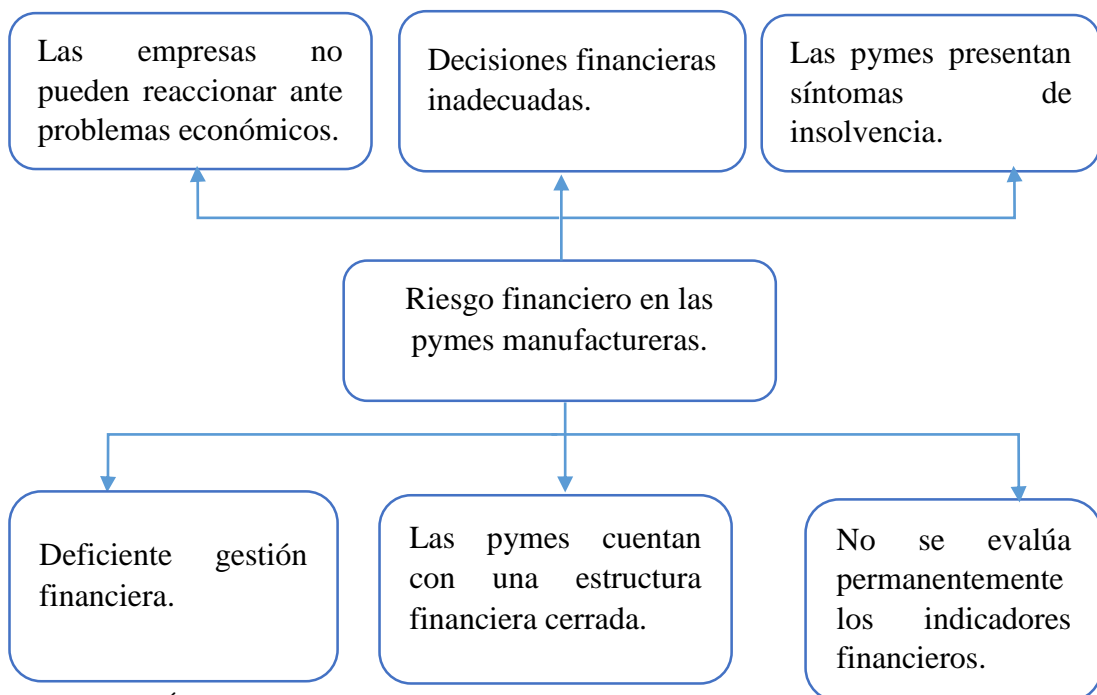 Las empresas no
pueden reaccionar ante
problemas económicos.
Decisiones financieras
inadecuadas.
Las pymes presentan
síntomas de
insolvencia.
Riesgo financiero en las
pymes manufactureras.
Deficiente gestión
financiera.
Las pymes cuentan
con una estructura
financiera cerrada.
No se evalúa
permanentemente
los indicadores
financieros.